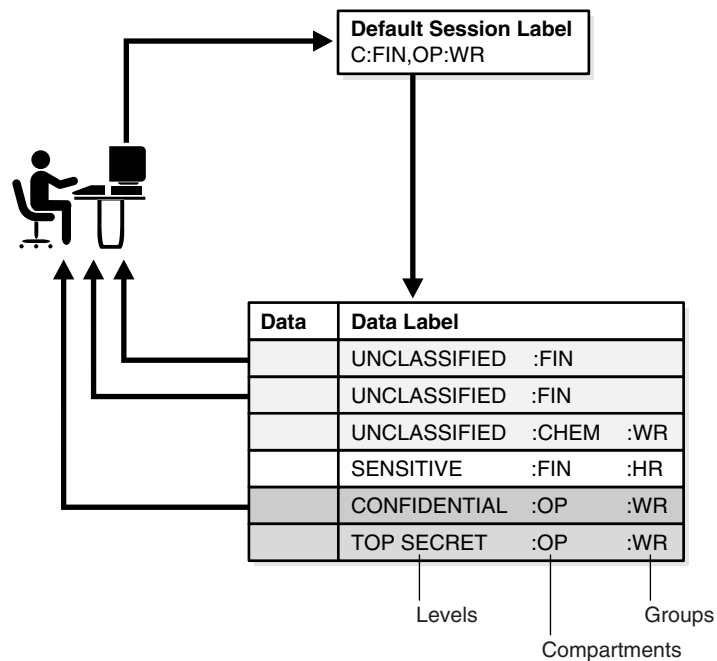 Default Session Label
C:FIN,OP:WR
Data Data Label
UNCLASSIFIED :FIN
UNCLASSIFIED :FIN
UNCLASSIFIED :CHEM :WR
SENSITIVE :FIN :HR
CONFIDENTIAL :OP :WR
TOP SECRET :OP :WR
Levels Groups
Compartments